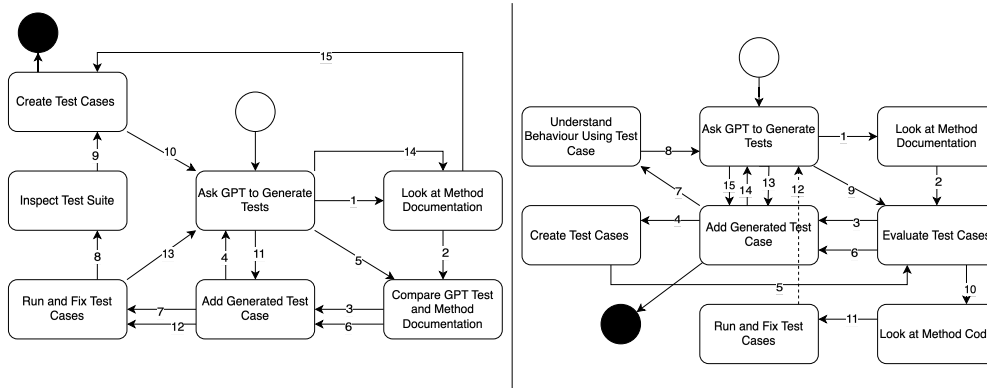 15
Create Test Cases
10
14
9
Inspect Test Suite
Ask GPT to Generate
Tests
1
Look at Method
Documentation
8
13
4
11
5
2
Run and Fix Test
Cases
7
12
Add Generated Test
Case
3
6
Compare GPT Test
and Method
Documentation
Understand
Behaviour Using Test
Case
8
Ask GPT to Generate
Tests
1
Look at Method
Documentation
7
15
14
13
12
9
2
Create Test Cases
4
Add Generated Test
Case
3
6
Evaluate Test Cases
5
10
Run and Fix Test
Cases
11
Look at Method Cod